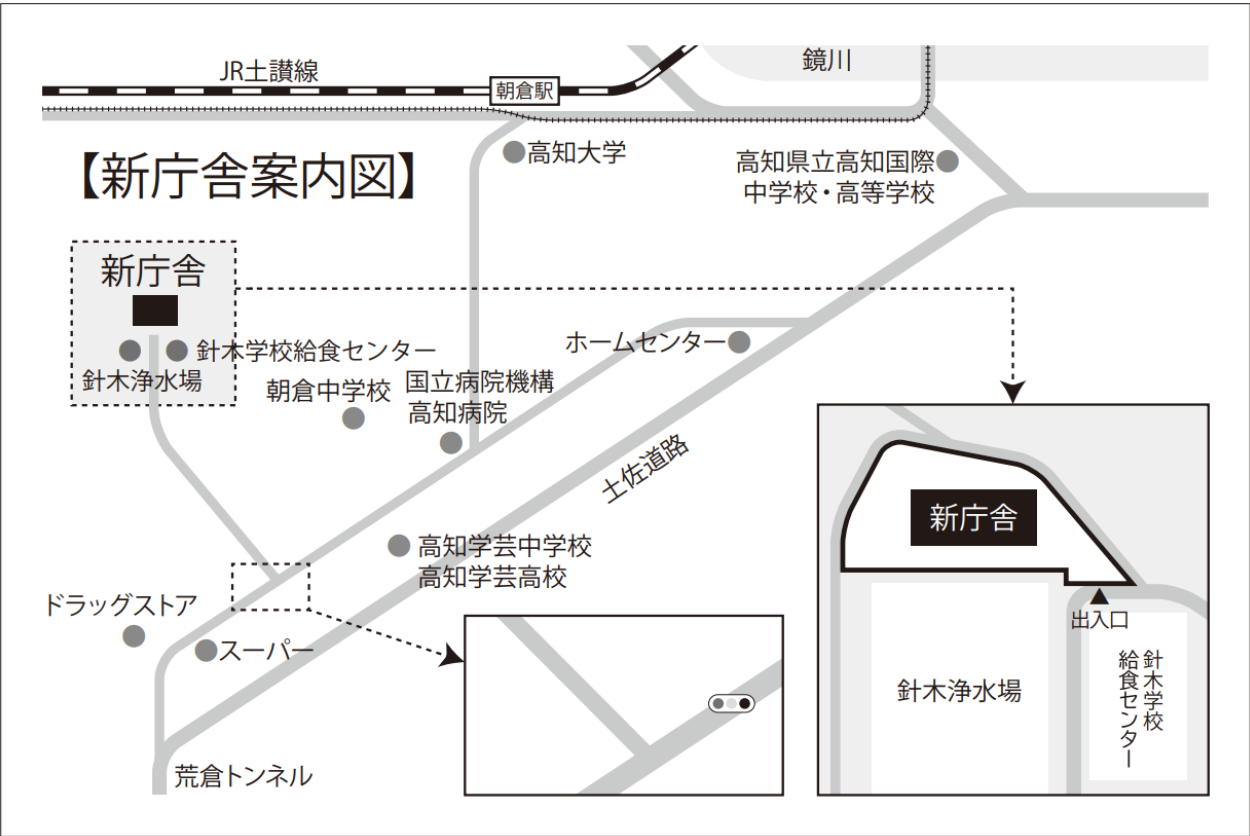 JR土讃線
朝倉駅
鏡川
【新庁舎案内図】
高知大学
高知県立高知国際
中学校・高等学校
新庁舎
針木学校給食センター
針木浄水場
朝倉中学校
国立病院機構
高知病院
ホームセンター
土佐道路
高知学芸中学校
高知学芸高校
ドラッグストア
スーパー
荒倉トンネル
新庁舎
出入口
針木浄水場
針木学校
給食センター